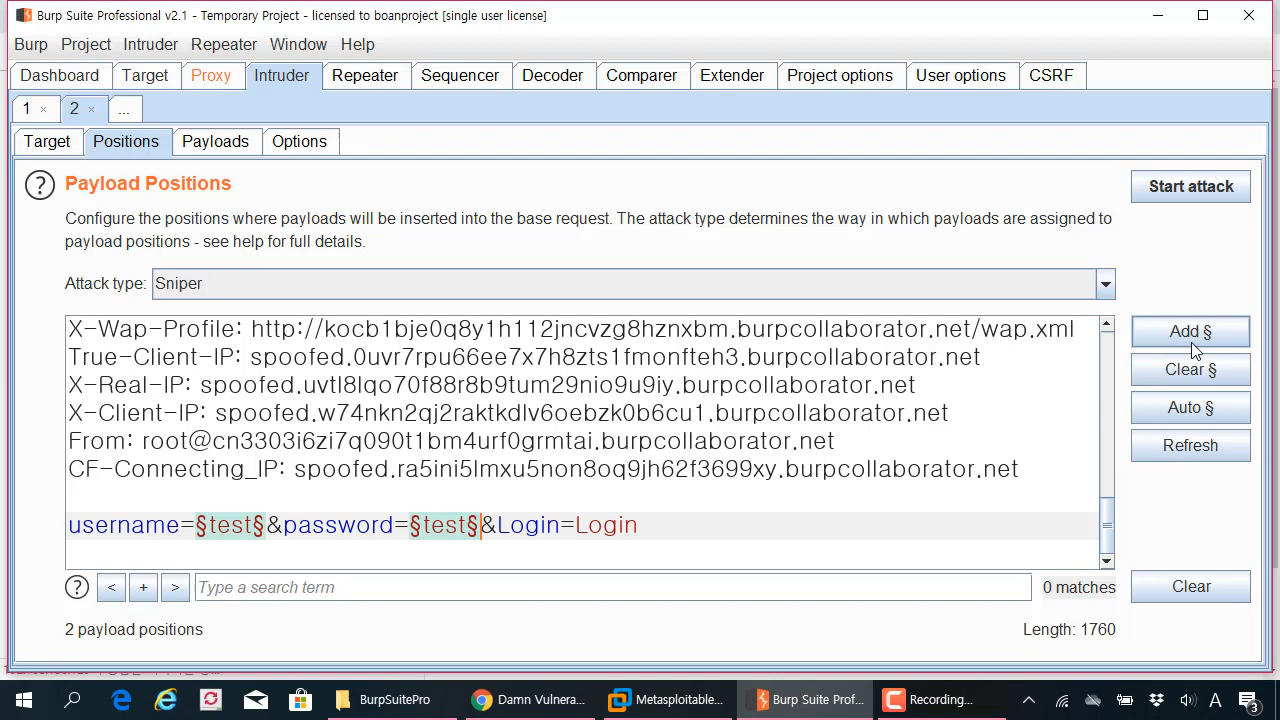 Burp Suite Professional v2.1 - Temporary Project - licensed to boanproject [single user license]
Burp Project Intruder Repeater Window Help
Dashboard Target Proxy Intruder Repeater Sequencer Decoder Comparer Extender Project options User options CSRF
1 × 2 × ...
Target Positions Payloads Options
? Payload Positions
Start attack
Configure the positions where payloads will be inserted into the base request. The attack type determines the way in which payloads are assigned to
payload positions - see help for full details.
Attack type: Sniper
X-Wap-Profile: http://kocb1bje0q8y1h112jncvzg8hznxbm.burpcollaborator.net/wap.xml
True-Client-IP: spoofed.0uvr7rpu66ee7x7h8zts1fmonfteh3.burpcollaborator.net
X-Real-IP: spoofed.uvtl8lqo70f88r8b9tum29nio9u9iy.burpcollaborator.net
X-Client-IP: spoofed.w74nkn2qj2raktkdlv6oebzk0b6cu1.burpcollaborator.net
From: root@cn3303i6zi7q090t1bm4urf0grmtai.burpcollaborator.net
CF-Connecting_IP: spoofed.ra5ini5lmxu5non8oq9jh62f3699xy.burpcollaborator.net
username=§test§&password=§test§&Login=Login
Add §
Clear §
Auto §
Refresh
? < + > Type a search term 0 matches Clear
2 payload positions Length: 1760
BurpSuitePro Damn Vulnera... Metasploitable... Burp Suite Prof... Recording... A 3